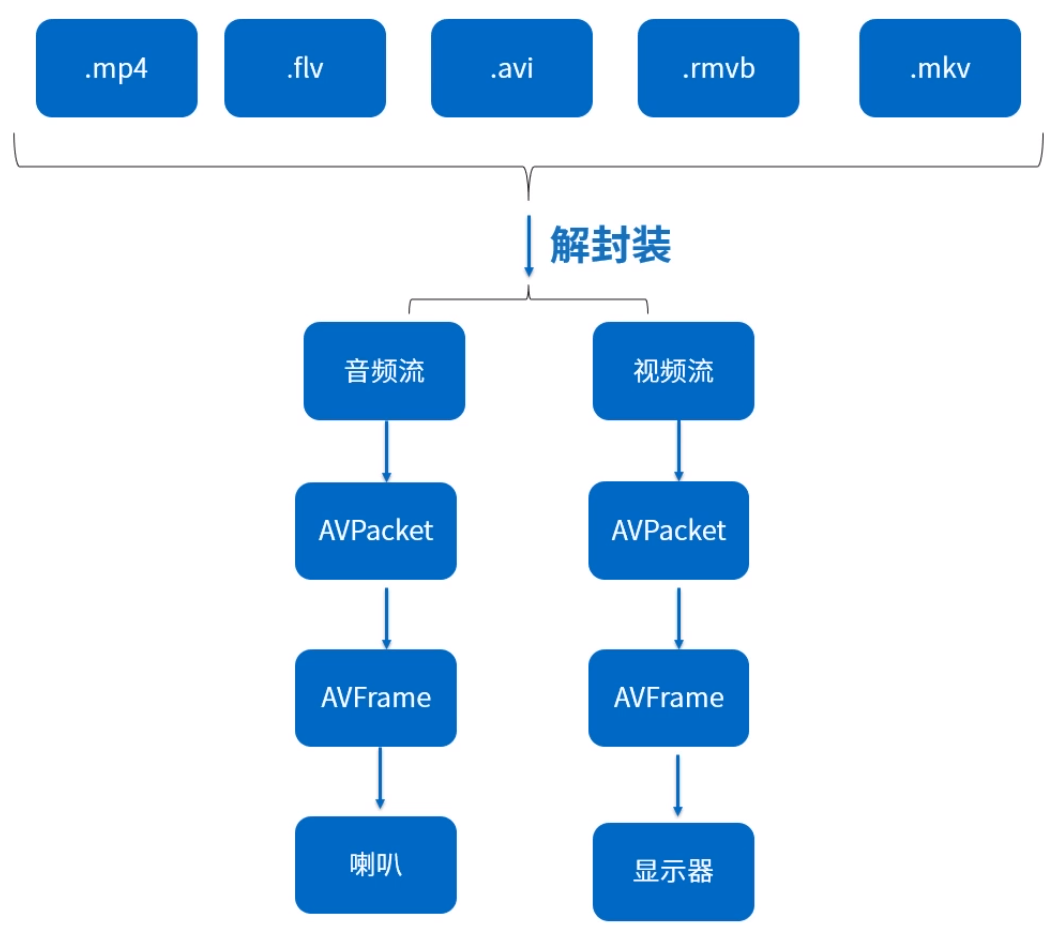 .mp4
.flv
.avi
.rmvb
.mkv
解封装
音频流
视频流
AVPacket
AVPacket
AVFrame
AVFrame
喇叭
显示器